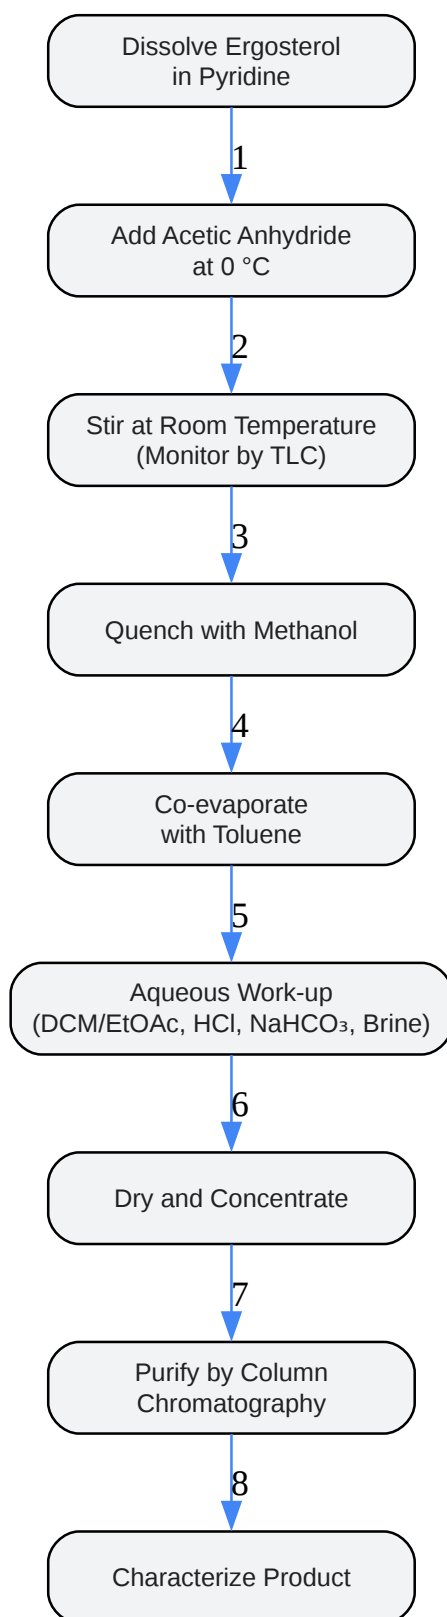 Dissolve Ergosterol
in Pyridine
1
Add Acetic Anhydride
at 0 °C
2
Stir at Room Temperature
(Monitor by TLC)
3
Quench with Methanol
4
Co-evaporate
with Toluene
5
Aqueous Work-up
(DCM/EtOAc, HCl, NaHCO₃, Brine)
6
Dry and Concentrate
7
Purify by Column
Chromatography
8
Characterize Product